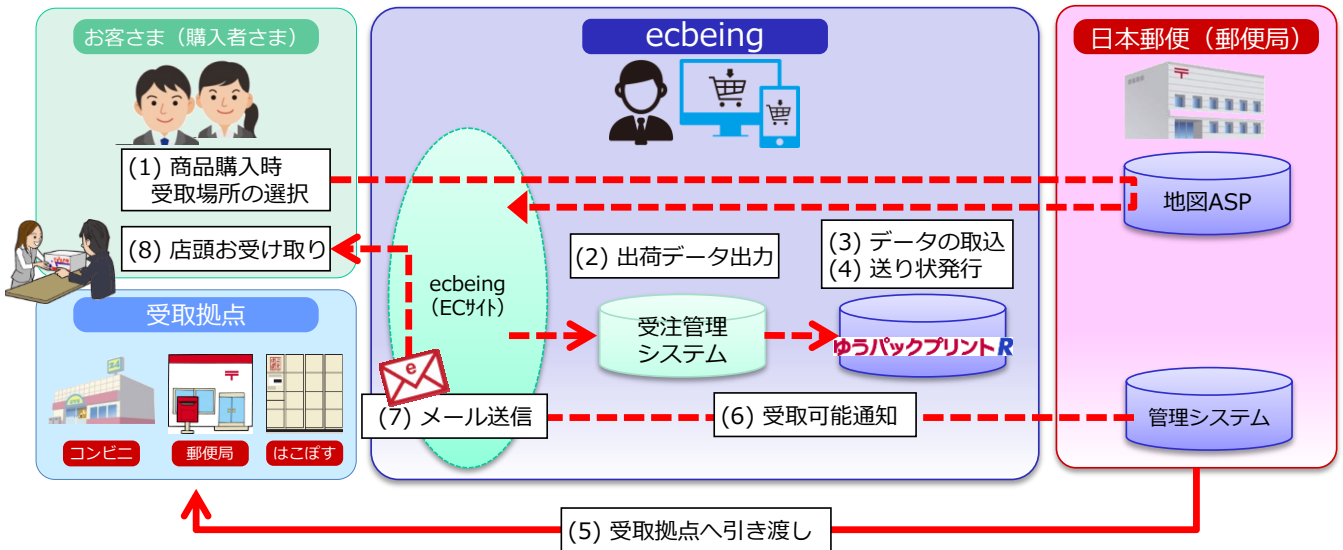 お客さま（購入者さま）
ecbeing
日本郵便（郵便局）
(1) 商品購入時
受取場所の選択
地図ASP
(8) 店頭お受け取り
(2) 出荷データ出力
(3) データの取込
(4) 送り状発行
ecbeing
（ECｻｲﾄ）
受取拠点
受注管理
システム
ゆうパックプリントR
e
(7) メール送信
(6) 受取可能通知
管理システム
コンビニ
郵便局
はこぽす
(5) 受取拠点へ引き渡し